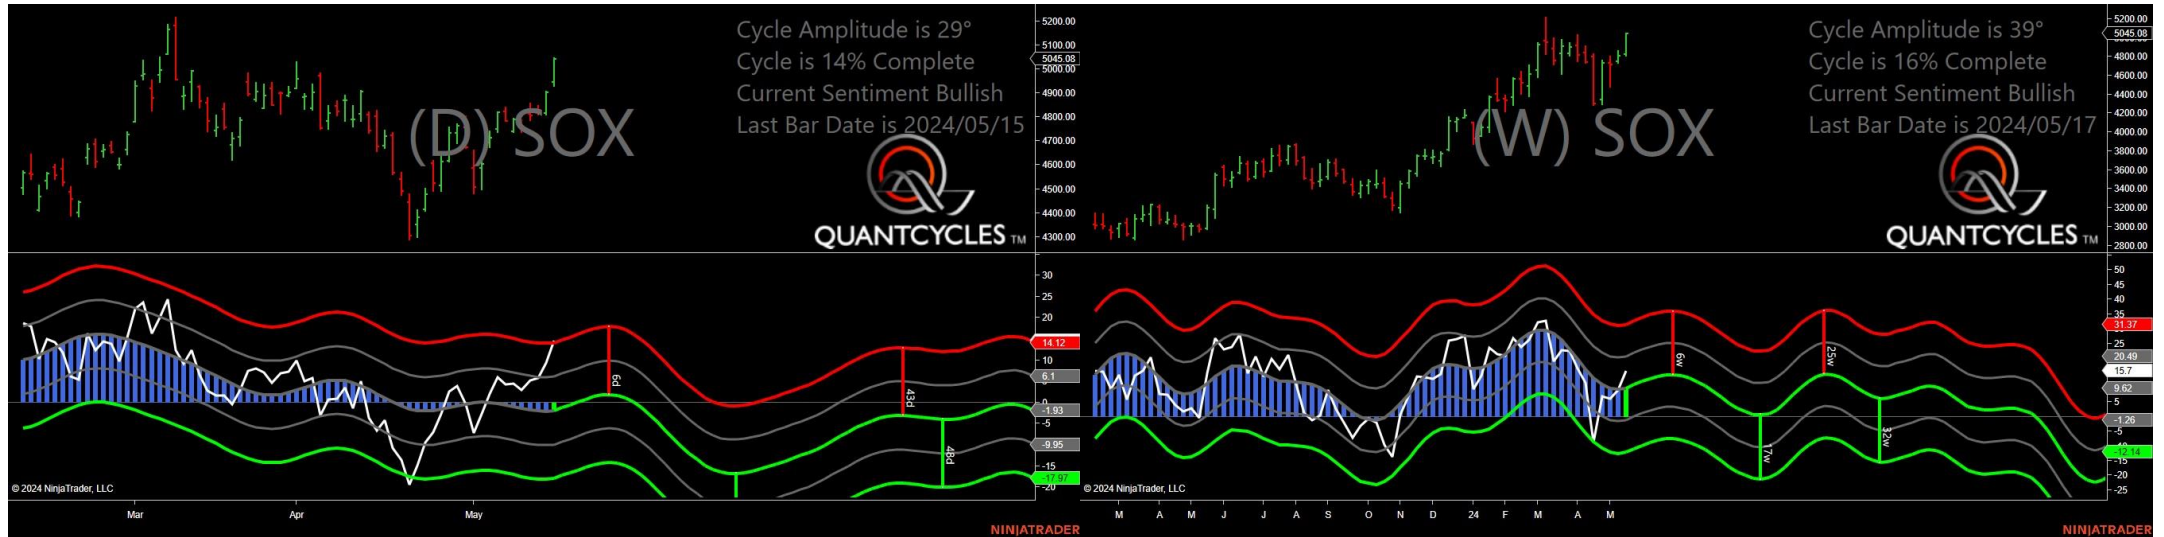 Cycle Amplitude is 29°
Cycle is 14% Complete
Current Sentiment Bullish
Last Bar Date is 2024/05/15
(D) SOX
QUANTCYCLES TM
5200.00
5100.00
5045.08
5000.00
4900.00
4800.00
4700.00
4600.00
4500.00
4400.00
4300.00
30
25
20
14.12
10
6.1
0
-1.93
-5
-9.95
-15
-17.97
-20
6d
43d
48d
© 2024 NinjaTrader, LLC
Mar Apr May
NINJATRADER
Cycle Amplitude is 39°
Cycle is 16% Complete
Current Sentiment Bullish
Last Bar Date is 2024/05/17
(W) SOX
QUANTCYCLES TM
5200.00
5045.08
4800.00
4600.00
4400.00
4200.00
4000.00
3800.00
3600.00
3400.00
3200.00
3000.00
2800.00
50
45
40
35
31.37
25
20.49
15.7
9.62
5
-1.26
-5
-12.14
-15
-20
-25
6w
17w
25w
32w
© 2024 NinjaTrader, LLC
M A M J J A S O N D 24 F M A M
NINJATRADER